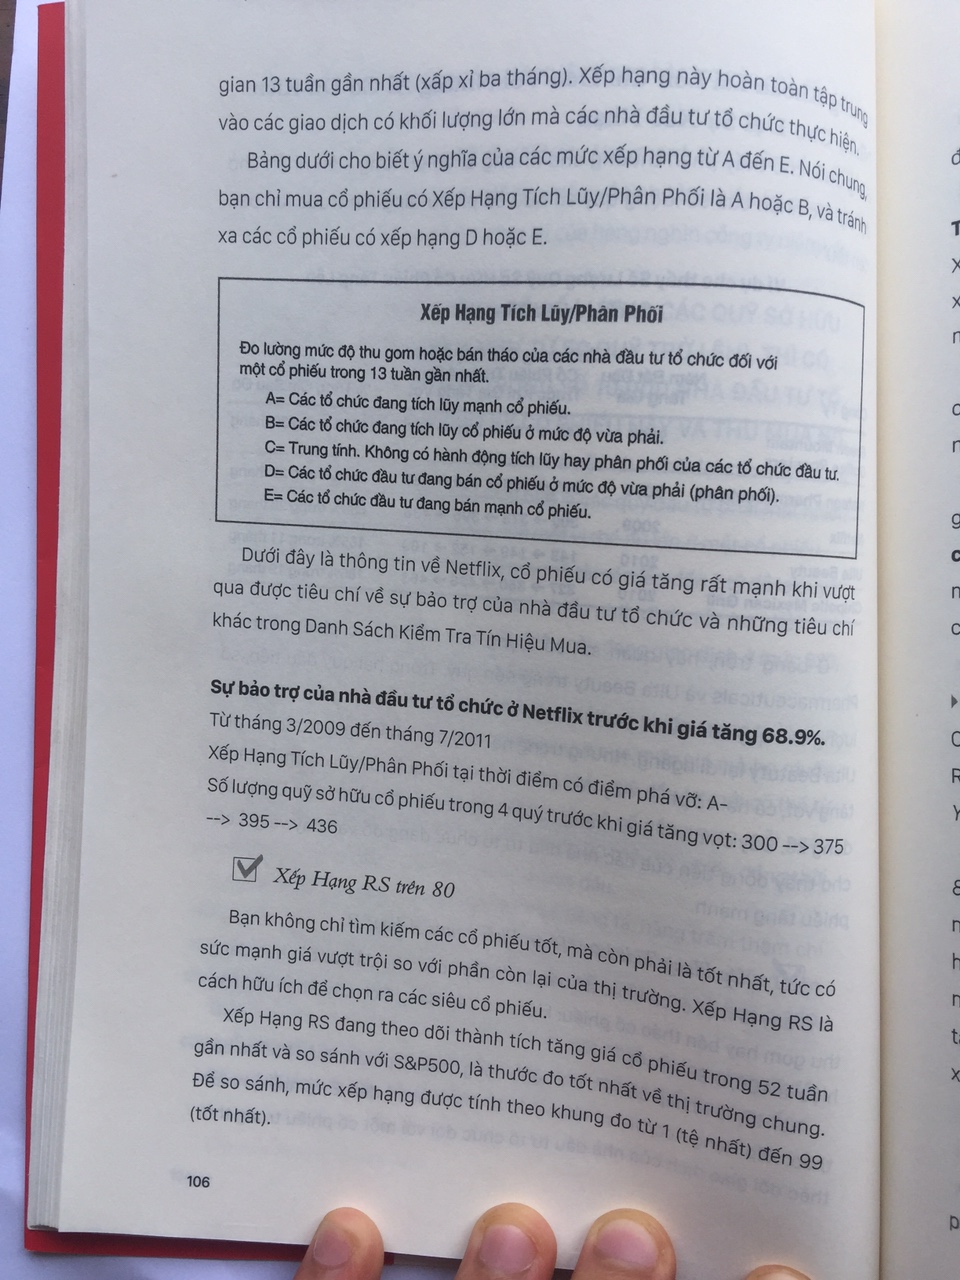 gian 13 tuần gần nhất (xấp xỉ ba tháng). Xếp hạng này hoàn toàn tập trung
vào các giao dịch có khối lượng lớn mà các nhà đầu tư tổ chức thực hiện.
Bảng dưới cho biết ý nghĩa của các mức xếp hạng từ A đến E. Nói chung,
bạn chỉ mua cổ phiếu có Xếp Hạng Tích Lũy/Phân Phối là A hoặc B, và tránh
xa các cổ phiếu có xếp hạng D hoặc E.
Xếp Hạng Tích Lũy/Phân Phối
Đo lường mức độ thu gom hoặc bán tháo của các nhà đầu tư tổ chức đối với
một cổ phiếu trong 13 tuần gần nhất.
A= Các tổ chức đang tích lũy mạnh cổ phiếu.
B= Các tổ chức đang tích lũy cổ phiếu ở mức độ vừa phải.
C= Trung tính. Không có hành động tích lũy hay phân phối của các tổ chức đầu tư.
D= Các tổ chức đầu tư đang bán cổ phiếu ở mức độ vừa phải (phân phối).
E= Các tổ chức đầu tư đang bán mạnh cổ phiếu.
Dưới đây là thông tin về Netflix, cổ phiếu có giá tăng rất mạnh khi vượt
qua được tiêu chí về sự bảo trợ của nhà đầu tư tổ chức và những tiêu chí
khác trong Danh Sách Kiểm Tra Tín Hiệu Mua.
Sự bảo trợ của nhà đầu tư tổ chức ở Netflix trước khi giá tăng 68.9%.
Từ tháng 3/2009 đến tháng 7/2011
Xếp Hạng Tích Lũy/Phân Phối tại thời điểm có điểm phá vỡ: A-
Số lượng quỹ sở hữu cổ phiếu trong 4 quý trước khi giá tăng vọt: 300 --> 375
--> 395 --> 436
Xếp Hạng RS trên 80
Bạn không chỉ tìm kiếm các cổ phiếu tốt, mà còn phải là tốt nhất, tức có
sức mạnh giá vượt trội so với phần còn lại của thị trường. Xếp Hạng RS là
cách hữu ích để chọn ra các siêu cổ phiếu.
Xếp Hạng RS đang theo dõi thành tích tăng giá cổ phiếu trong 52 tuần
gần nhất và so sánh với S&P500, là thước đo tốt nhất về thị trường chung.
Để so sánh, mức xếp hạng được tính theo khung đo từ 1 (tệ nhất) đến 99
(tốt nhất).
106